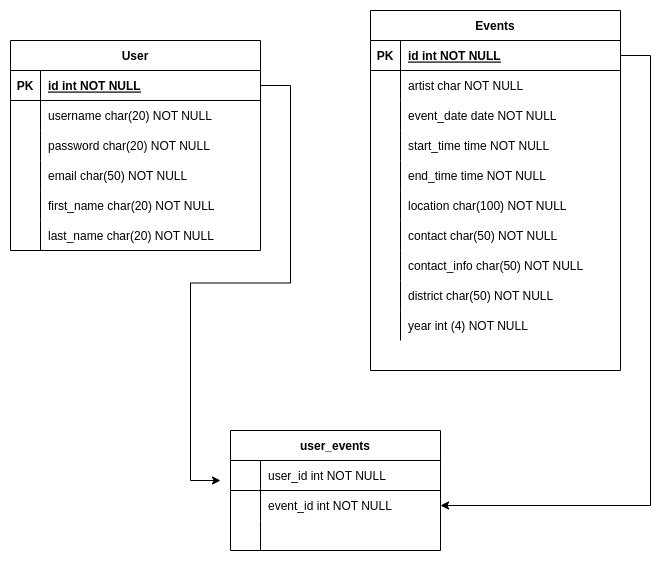 User
PK id int NOT NULL
username char(20) NOT NULL
password char(20) NOT NULL
email char(50) NOT NULL
first_name char(20) NOT NULL
last_name char(20) NOT NULL
Events
PK id int NOT NULL
artist char NOT NULL
event_date date NOT NULL
start_time time NOT NULL
end_time time NOT NULL
location char(100) NOT NULL
contact char(50) NOT NULL
contact_info char(50) NOT NULL
district char(50) NOT NULL
year int (4) NOT NULL
user_events
user_id int NOT NULL
event_id int NOT NULL